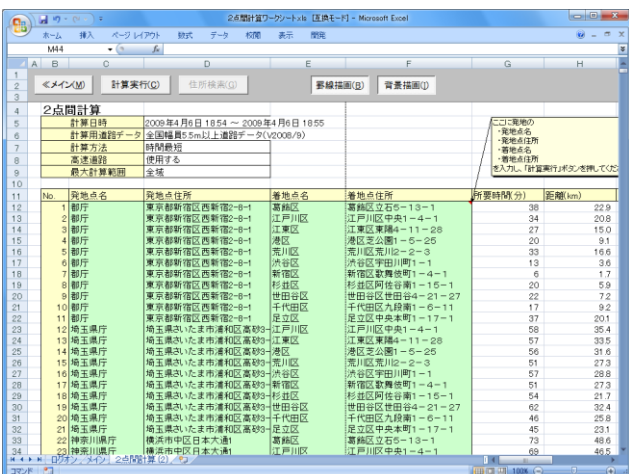 2点間計算ワークシート.xls [互換モード] - Microsoft Excel
ホーム 挿入 ページ レイアウト 数式 データ 校閲 表示 開発
M44 fx
A B C D E F G H
≪メイン(M) 計算実行(C) 住所検索(G) 罫線描画(B) 背景描画(I)
2点間計算
計算日時 2009年4月6日 18:54 ~ 2009年4月6日 18:55
計算用道路データ 全国幅員5.5m以上道路データ(V2008/9)
計算方法 時間最短
高速道路 使用する
最大計算範囲 全域
ここに発地の
・発地点名
・発地点住所
・着地点名
・着地点住所
を入力し、「計算実行」ボタンを押してくださ
No. 発地点名 発地点住所 着地点名 着地点住所 所要時間(分) 距離(km)
1 都庁 東京都新宿区西新宿2-8-1 葛飾区 葛飾区立石5-13-1 38 22.9
2 都庁 東京都新宿区西新宿2-8-1 江戸川区 江戸川区中央1-4-1 34 20.8
3 都庁 東京都新宿区西新宿2-8-1 江東区 江東区東陽4-11-28 27 15.0
4 都庁 東京都新宿区西新宿2-8-1 港区 港区芝公園1-5-25 20 9.1
5 都庁 東京都新宿区西新宿2-8-1 荒川区 荒川区荒川2-2-3 33 16.6
6 都庁 東京都新宿区西新宿2-8-1 渋谷区 渋谷区宇田川町1-1 13 3.6
7 都庁 東京都新宿区西新宿2-8-1 新宿区 新宿区歌舞伎町1-4-1 6 1.7
8 都庁 東京都新宿区西新宿2-8-1 杉並区 杉並区阿佐谷南1-15-1 20 5.9
9 都庁 東京都新宿区西新宿2-8-1 世田谷区 世田谷区世田谷4-21-27 22 7.2
10 都庁 東京都新宿区西新宿2-8-1 千代田区 千代田区九段南1-6-11 17 9.2
11 都庁 東京都新宿区西新宿2-8-1 足立区 足立区中央本町1-17-1 37 20.1
12 埼玉県庁 埼玉県さいたま市浦和区高砂3- 江戸川区 江戸川区中央1-4-1 58 35.4
13 埼玉県庁 埼玉県さいたま市浦和区高砂3- 江東区 江東区東陽4-11-28 57 33.5
14 埼玉県庁 埼玉県さいたま市浦和区高砂3- 港区 港区芝公園1-5-25 56 31.6
15 埼玉県庁 埼玉県さいたま市浦和区高砂3- 荒川区 荒川区荒川2-2-3 51 27.3
16 埼玉県庁 埼玉県さいたま市浦和区高砂3- 渋谷区 渋谷区宇田川町1-1 57 28.8
17 埼玉県庁 埼玉県さいたま市浦和区高砂3- 新宿区 新宿区歌舞伎町1-4-1 51 27.3
18 埼玉県庁 埼玉県さいたま市浦和区高砂3- 杉並区 杉並区阿佐谷南1-15-1 54 21.7
19 埼玉県庁 埼玉県さいたま市浦和区高砂3- 世田谷区 世田谷区世田谷4-21-27 62 32.4
20 埼玉県庁 埼玉県さいたま市浦和区高砂3- 千代田区 千代田区九段南1-6-11 46 25.8
21 埼玉県庁 埼玉県さいたま市浦和区高砂3- 足立区 足立区中央本町1-17-1 45 23.1
22 神奈川県庁 横浜市中区日本大通1 葛飾区 葛飾区立石5-13-1 73 48.6
23 神奈川県庁 横浜市中区日本大通1 江戸川区 江戸川区中央1-4-1 69 46.5
ログオン メイン 2点間計算 (2)
コマンド 100%